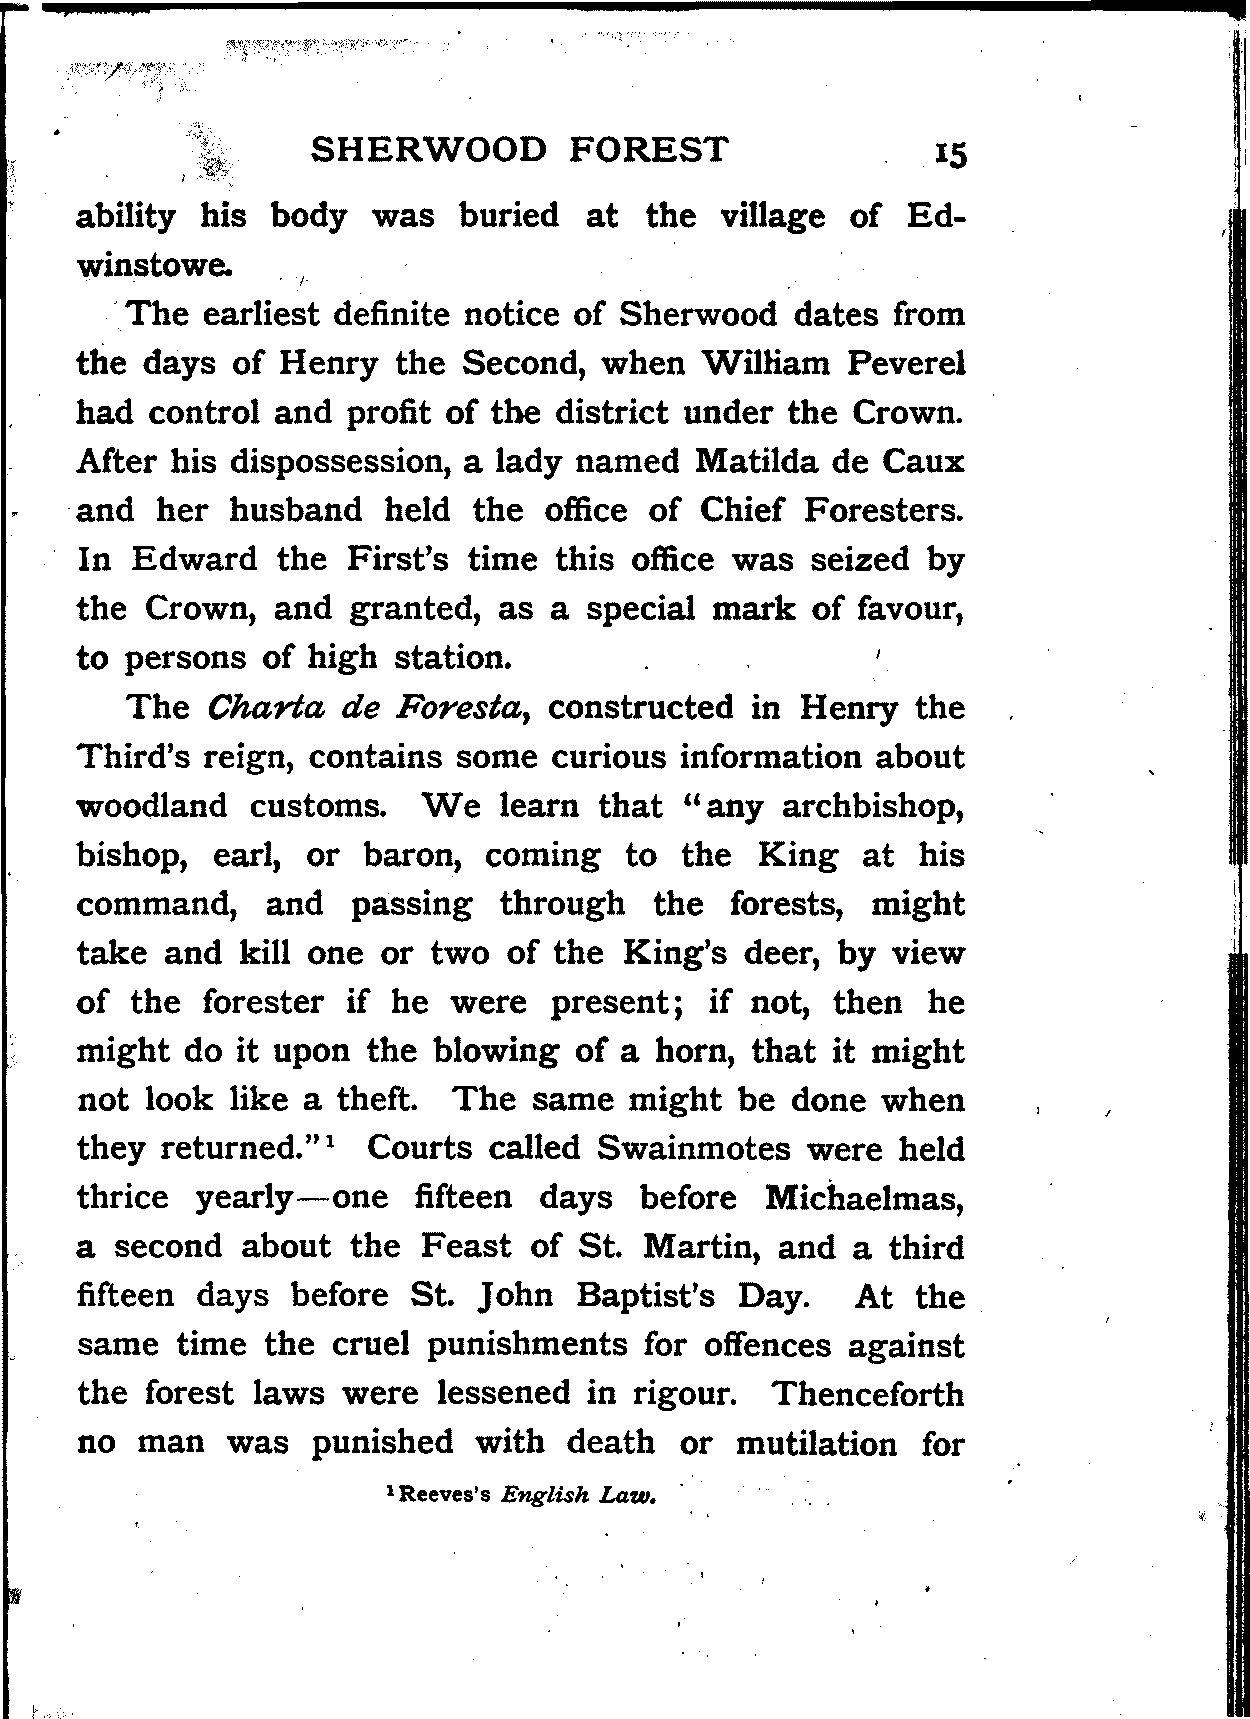 SHERWOOD FOREST 15
ability his body was buried at the village of Ed-
winstowe.
The earliest definite notice of Sherwood dates from
the days of Henry the Second, when William Peverel
had control and profit of the district under the Crown.
After his dispossession, a lady named Matilda de Caux
and her husband held the office of Chief Foresters.
In Edward the First's time this office was seized by
the Crown, and granted, as a special mark of favour,
to persons of high station.
The Charta de Foresta, constructed in Henry the
Third's reign, contains some curious information about
woodland customs. We learn that "any archbishop,
bishop, earl, or baron, coming to the King at his
command, and passing through the forests, might
take and kill one or two of the King's deer, by view
of the forester if he were present; if not, then he
might do it upon the blowing of a horn, that it might
not look like a theft. The same might be done when
they returned."¹ Courts called Swainmotes were held
thrice yearly—one fifteen days before Michaelmas,
a second about the Feast of St. Martin, and a third
fifteen days before St. John Baptist's Day. At the
same time the cruel punishments for offences against
the forest laws were lessened in rigour. Thenceforth
no man was punished with death or mutilation for
¹ Reeves's English Law.